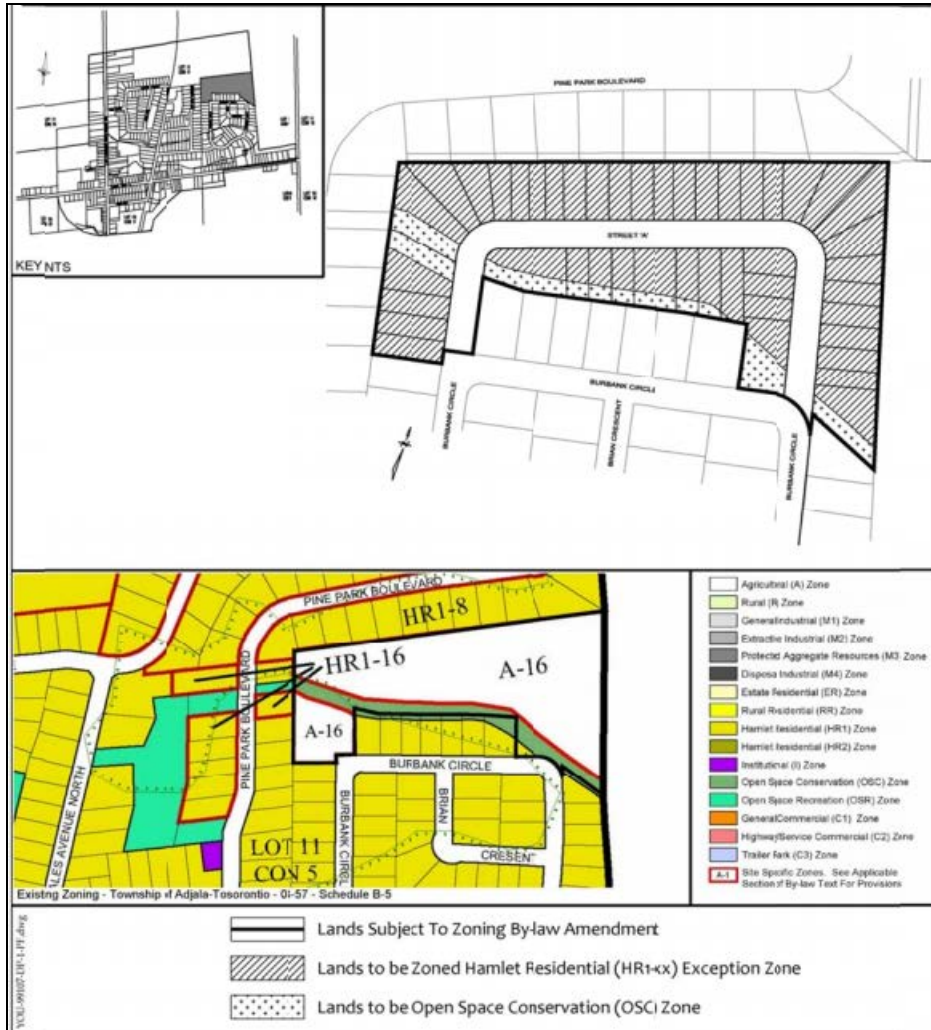 KEY NTS
PINE PARK BOULEVARD
STREET 'A'
BURBANK CIRCLE
BURBANK CIRCLE
BRIAN CRESCENT
BURBANK CIRCLE
PINE PARK BOULEVARD
HR1-8
HR1-16
A-16
A-16
PINE PARK BOULEVARD
BURBANK CIRCLE
ALES AVENUE NORTH
BURBANK CIRCL
BRIAN
CRESENT
LOT 11
CON 5
Existing Zoning - Township of Adjala-Tosorontio - 03-57 - Schedule B-5
Agricultural (A) Zone
Rural (R) Zone
General Industrial (M1) Zone
Extractive Industrial (M2) Zone
Protected Aggregate Resources (M3 Zone
Disposa Industrial (M4) Zone
Estate Residential (ER) Zone
Rural Residential (RR) Zone
Hamlet Residential (HR1) Zone
Hamlet Residential (HR2) Zone
Institutional (I) Zone
Open Space Conservation (OSC) Zone
Open Space Recreation (OSR) Zone
General Commercial (C1) Zone
Highway/Service Commercial (C2) Zone
Trailer Park (C3) Zone
A-1 Site Specific Zones. See Applicable
Section of By-law Text For Provisions
Lands Subject To Zoning By-law Amendment
Lands to be Zoned Hamlet Residential (HR1-xx) Exception Zone
Lands to be Open Space Conservation (OSC) Zone